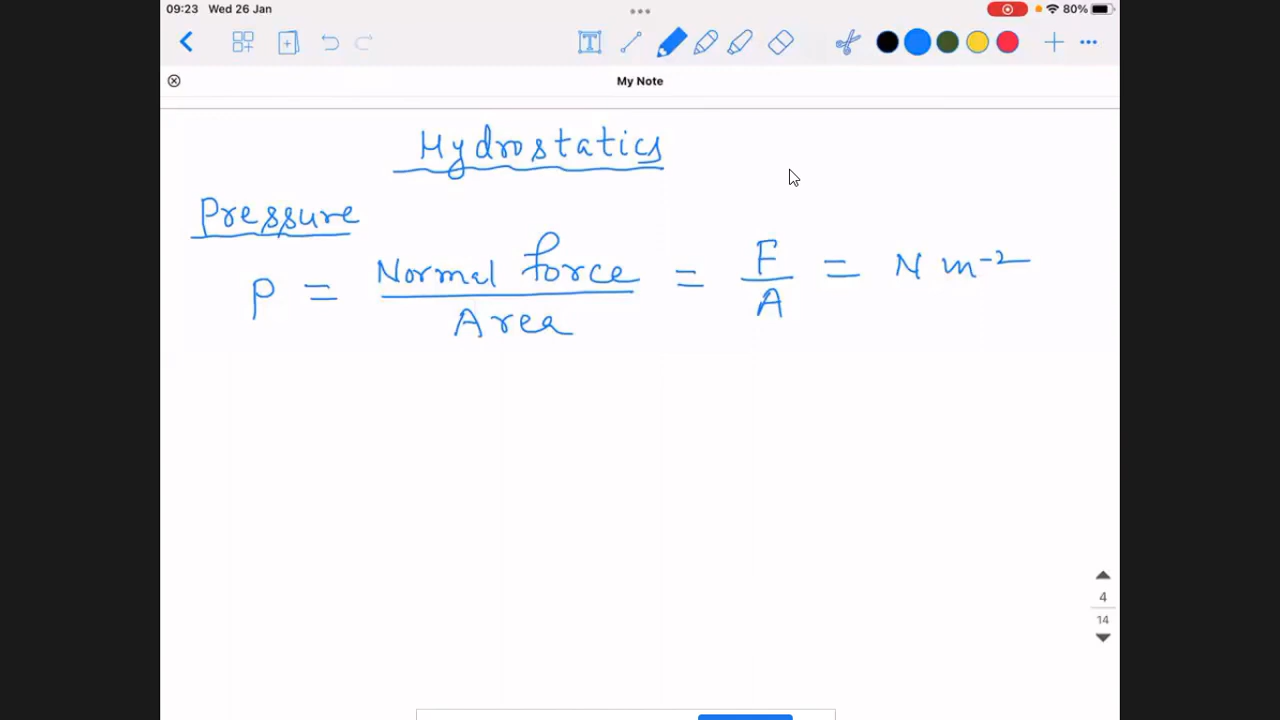 09:23 Wed 26 Jan
80%
My Note
Hydrostatics
Pressure
P = Normal force / Area = F / A = N m⁻²
4
14